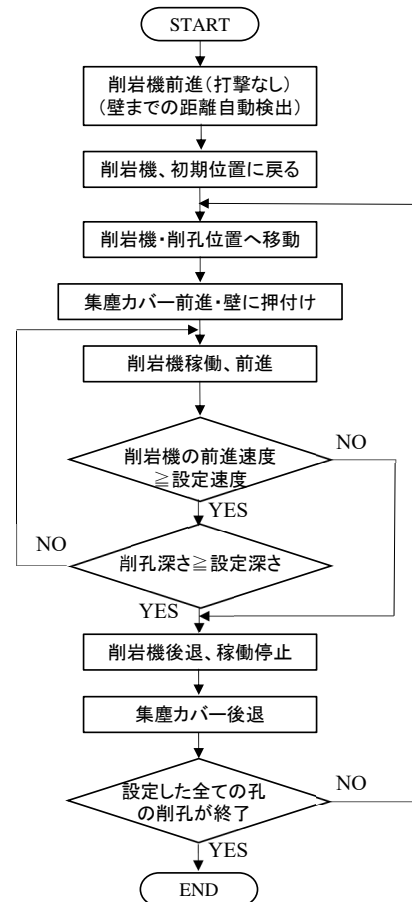 START
削岩機前進(打撃なし)
(壁までの距離自動検出)
削岩機、初期位置に戻る
削岩機・削孔位置へ移動
集塵カバー前進・壁に押付け
削岩機稼働、前進
削岩機の前進速度
≧設定速度
NO
YES
削孔深さ≧設定深さ
NO
YES
削岩機後退、稼働停止
集塵カバー後退
設定した全ての孔
の削孔が終了
NO
YES
END